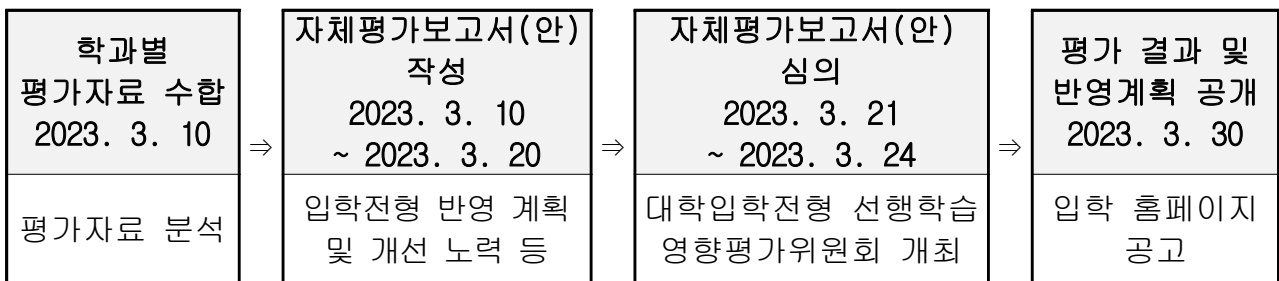 학과별
평가자료 수합
2023. 3. 10
평가자료 분석
⇒
자체평가보고서(안)
작성
2023. 3. 10
~ 2023. 3. 20
입학전형 반영 계획
및 개선 노력 등
⇒
자체평가보고서(안)
심의
2023. 3. 21
~ 2023. 3. 24
대학입학전형 선행학습
영향평가위원회 개최
⇒
평가 결과 및
반영계획 공개
2023. 3. 30
입학 홈페이지
공고